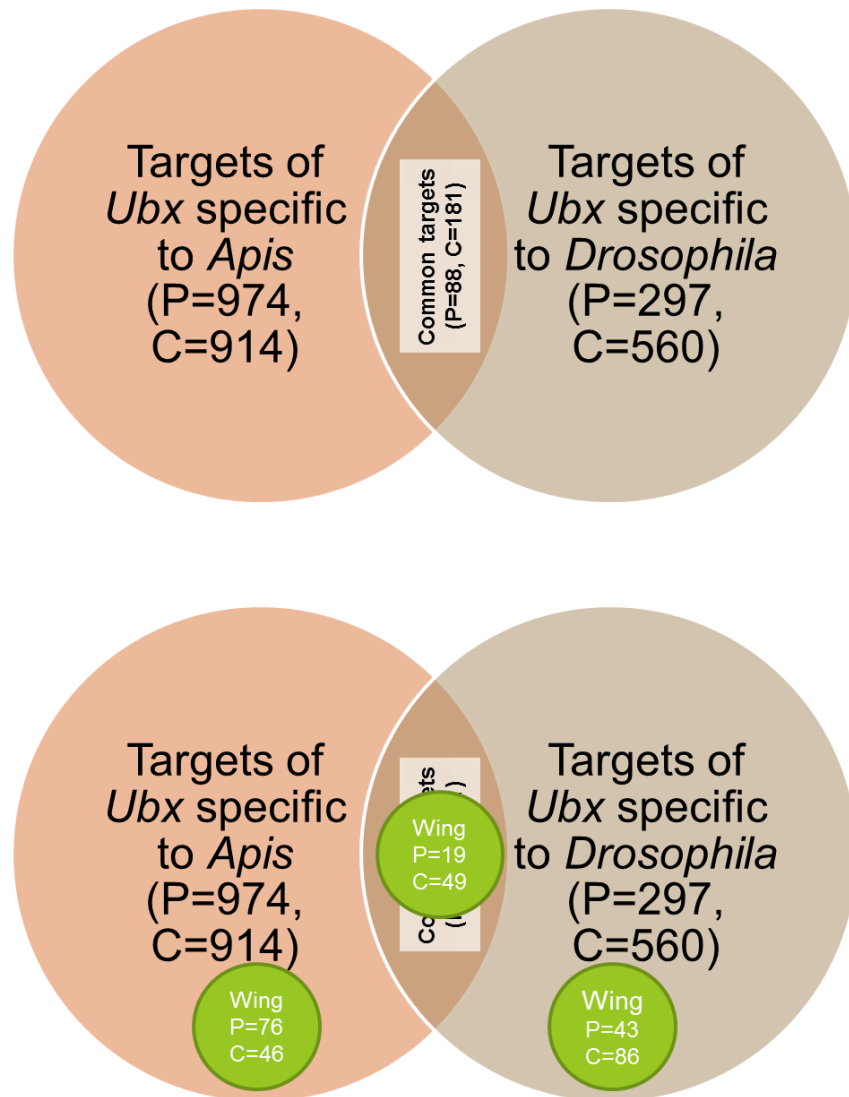 Targets of
Ubx specific
to Apis
(P=974,
C=914)
Common targets
(P=88, C=181)
Targets of
Ubx specific
to Drosophila
(P=297,
C=560)
Targets of
Ubx specific
to Apis
(P=974,
C=914)
Wing
P=19
C=49
Targets of
Ubx specific
to Drosophila
(P=297,
C=560)
Wing
P=76
C=46
Wing
P=43
C=86